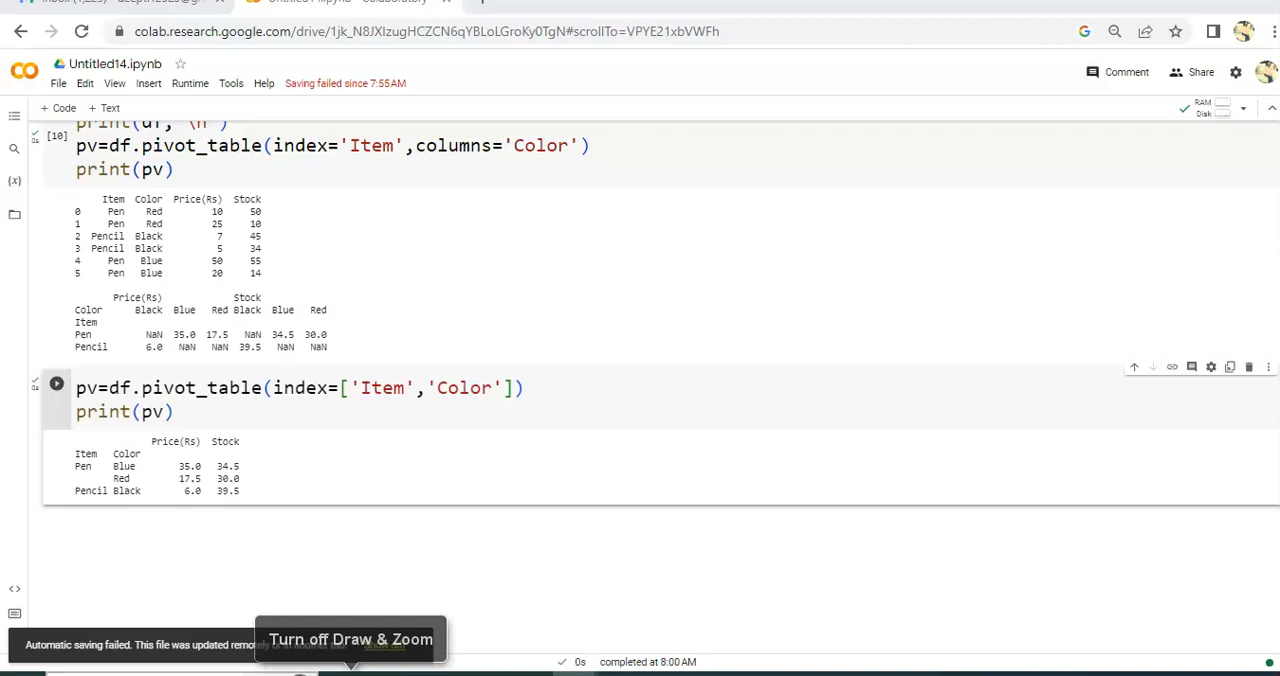 colab.research.google.com/drive/1jk_N8JXlzugHCZCN6qYBLoLGroKy0TgN#scrollTo=VPYE21xbVWFh
Untitled14.ipynb
File Edit View Insert Runtime Tools Help Saving failed since 7:55AM
Comment Share
+ Code + Text
RAM
Disk
[10]
0s
print(df, '\n')
pv=df.pivot_table(index='Item',columns='Color')
print(pv)
Item Color Price(Rs) Stock
0 Pen Red 10 50
1 Pen Red 25 10
2 Pencil Black 7 45
3 Pencil Black 5 34
4 Pen Blue 50 55
5 Pen Blue 20 14
Price(Rs) Stock
Color Black Blue Red Black Blue Red
Item
Pen NaN 35.0 17.5 NaN 34.5 30.0
Pencil 6.0 NaN NaN 39.5 NaN NaN
0s
pv=df.pivot_table(index=['Item','Color'])
print(pv)
Price(Rs) Stock
Item Color
Pen Blue 35.0 34.5
Red 17.5 30.0
Pencil Black 6.0 39.5
Turn off Draw & Zoom
Automatic saving failed. This file was updated remotely
0s completed at 8:00 AM